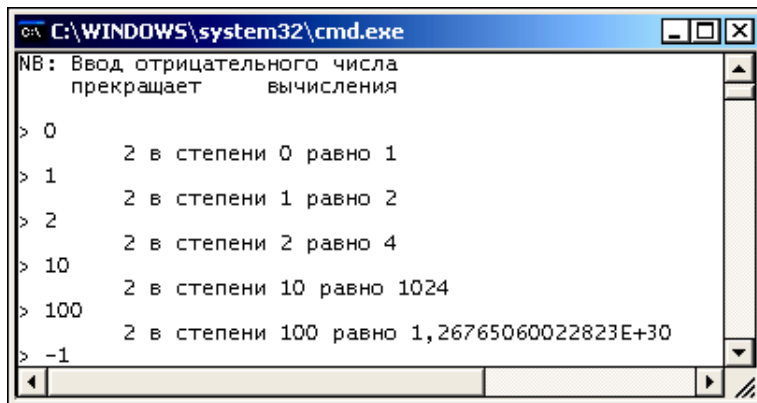 C:\WINDOWS\system32\cmd.exe
NB: Ввод отрицательного числа
прекращает вычисления
> 0
2 в степени 0 равно 1
> 1
2 в степени 1 равно 2
> 2
2 в степени 2 равно 4
> 10
2 в степени 10 равно 1024
> 100
2 в степени 100 равно 1,26765060022823E+30
> -1